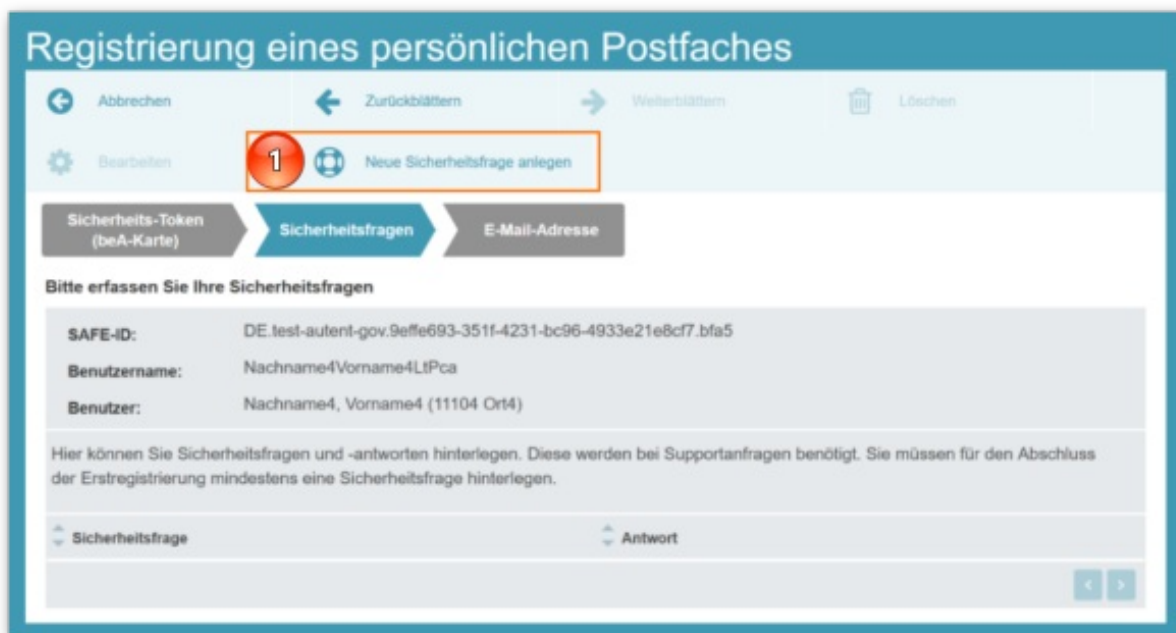 Registrierung eines persönlichen Postfaches
Abbrechen
Zurückblättern
Weiterblättern
Löschen
Bearbeiten
1
Neue Sicherheitsfrage anlegen
Sicherheits-Token
(beA-Karte)
Sicherheitsfragen
E-Mail-Adresse
Bitte erfassen Sie Ihre Sicherheitsfragen
SAFE-ID: DE.test-autent-gov.9effe693-351f-4231-bc96-4933e21e8cf7.bfa5
Benutzername: Nachname4Vorname4LtPca
Benutzer: Nachname4, Vorname4 (11104 Ort4)
Hier können Sie Sicherheitsfragen und -antworten hinterlegen. Diese werden bei Supportanfragen benötigt. Sie müssen für den Abschluss
der Erstregistrierung mindestens eine Sicherheitsfrage hinterlegen.
Sicherheitsfrage
Antwort